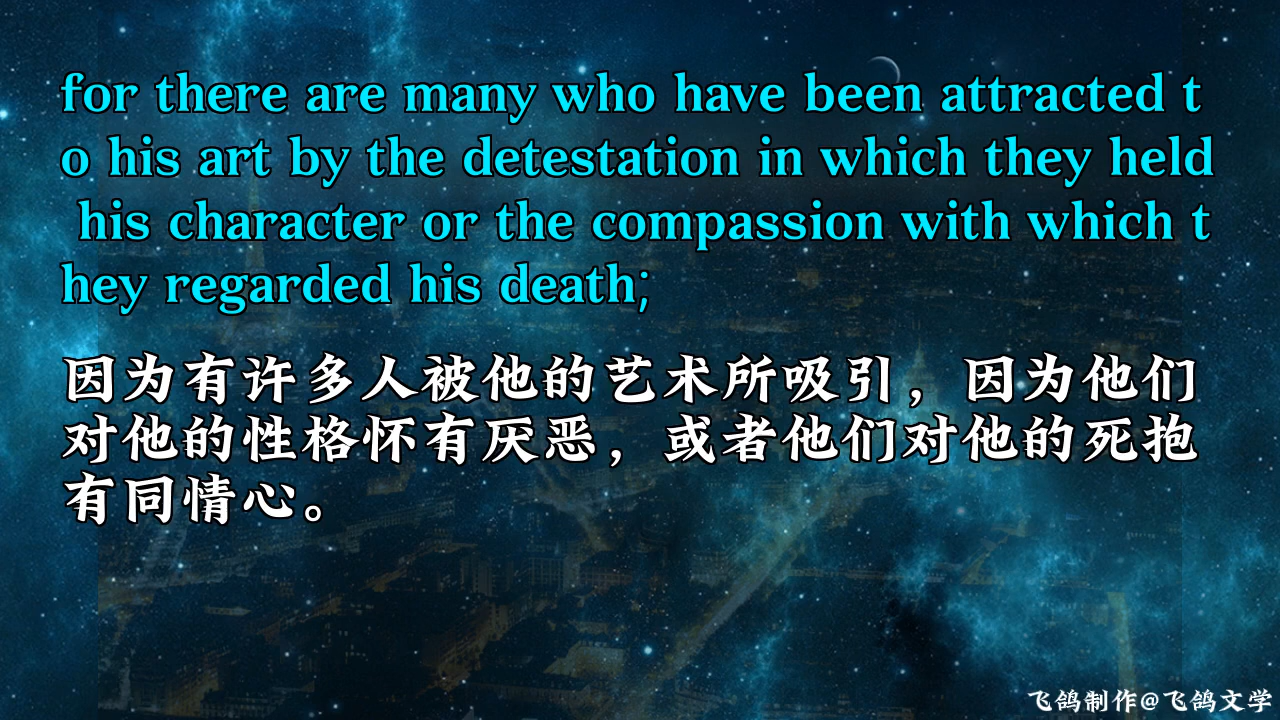 for there are many who have been attracted t
o his art by the detestation in which they held
his character or the compassion with which t
hey regarded his death;
因为有许多人被他的艺术所吸引，因为他们
对他的性格怀有厌恶，或者他们对他的死抱
有同情心。
飞鸽制作@飞鸽文学